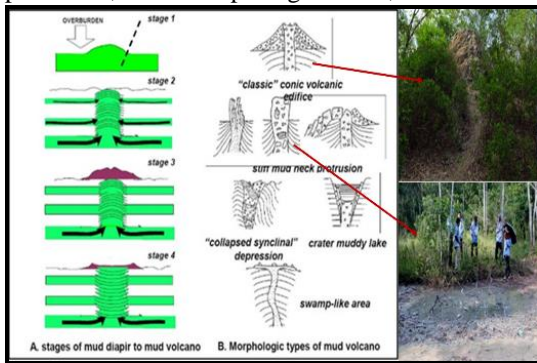 OVERBURDEN
stage 1
stage 2
stage 3
stage 4
A. stages of mud diapir to mud volcano
"classic" conic volcanic
edifice
stiff mud neck protrusion
"collapsed synclinal"
depression
crater muddy lake
swamp-like area
B. Morphologic types of mud volcano